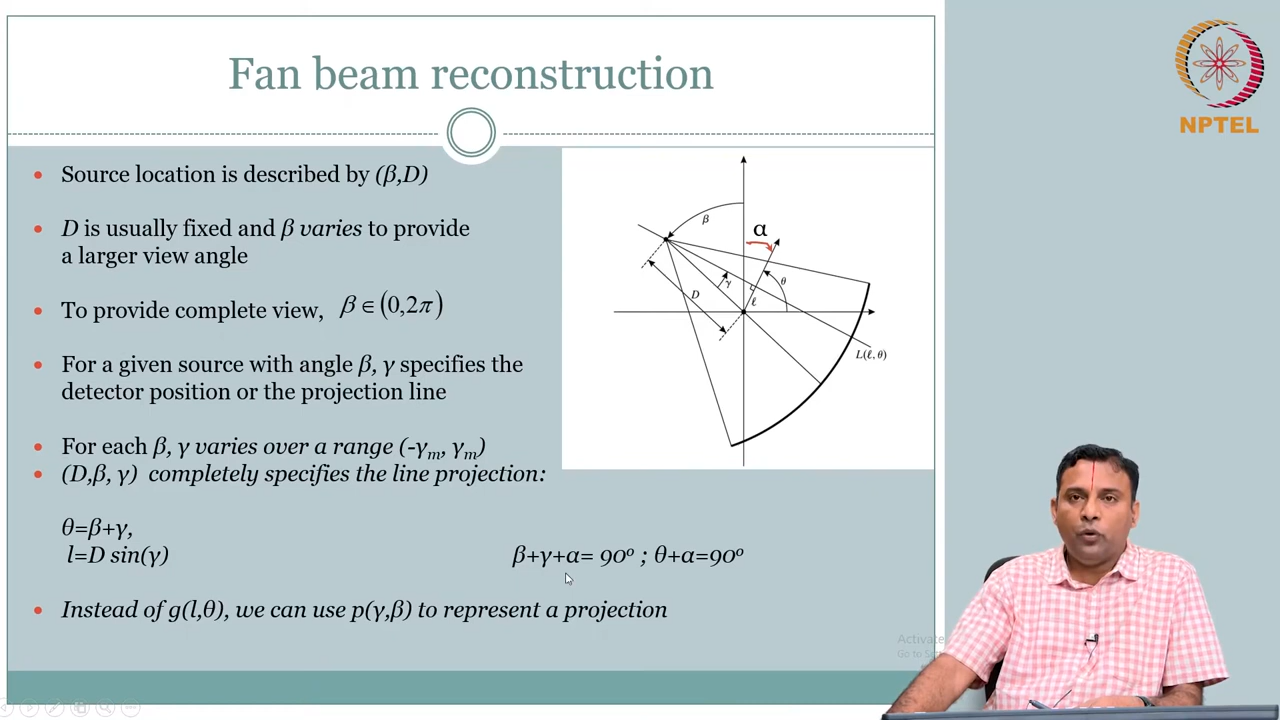 Fan beam reconstruction
NPTEL
• Source location is described by (β,D)
• D is usually fixed and β varies to provide
a larger view angle
• To provide complete view, β ∈ (0,2π)
• For a given source with angle β, γ specifies the
detector position or the projection line
• For each β, γ varies over a range (-γm, γm)
• (D,β, γ) completely specifies the line projection:
θ=β+γ,
l=D sin(γ)
β+γ+α= 90º ; θ+α=90º
• Instead of g(l,θ), we can use p(γ,β) to represent a projection
β
α
γ
θ
D
ℓ
L(ℓ, θ)
Activate